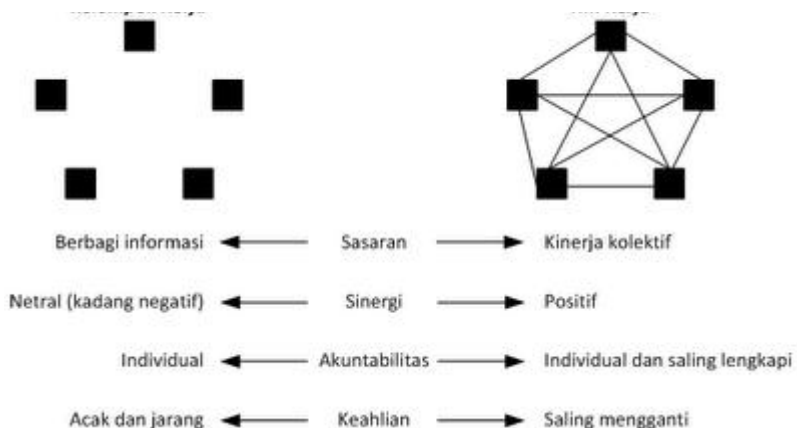 Berbagi informasi Sasaran Kinerja kolektif
Netral (kadang negatif) Sinergi Positif
Individual Akuntabilitas Individual dan saling lengkapi
Acak dan jarang Keahlian Saling mengganti